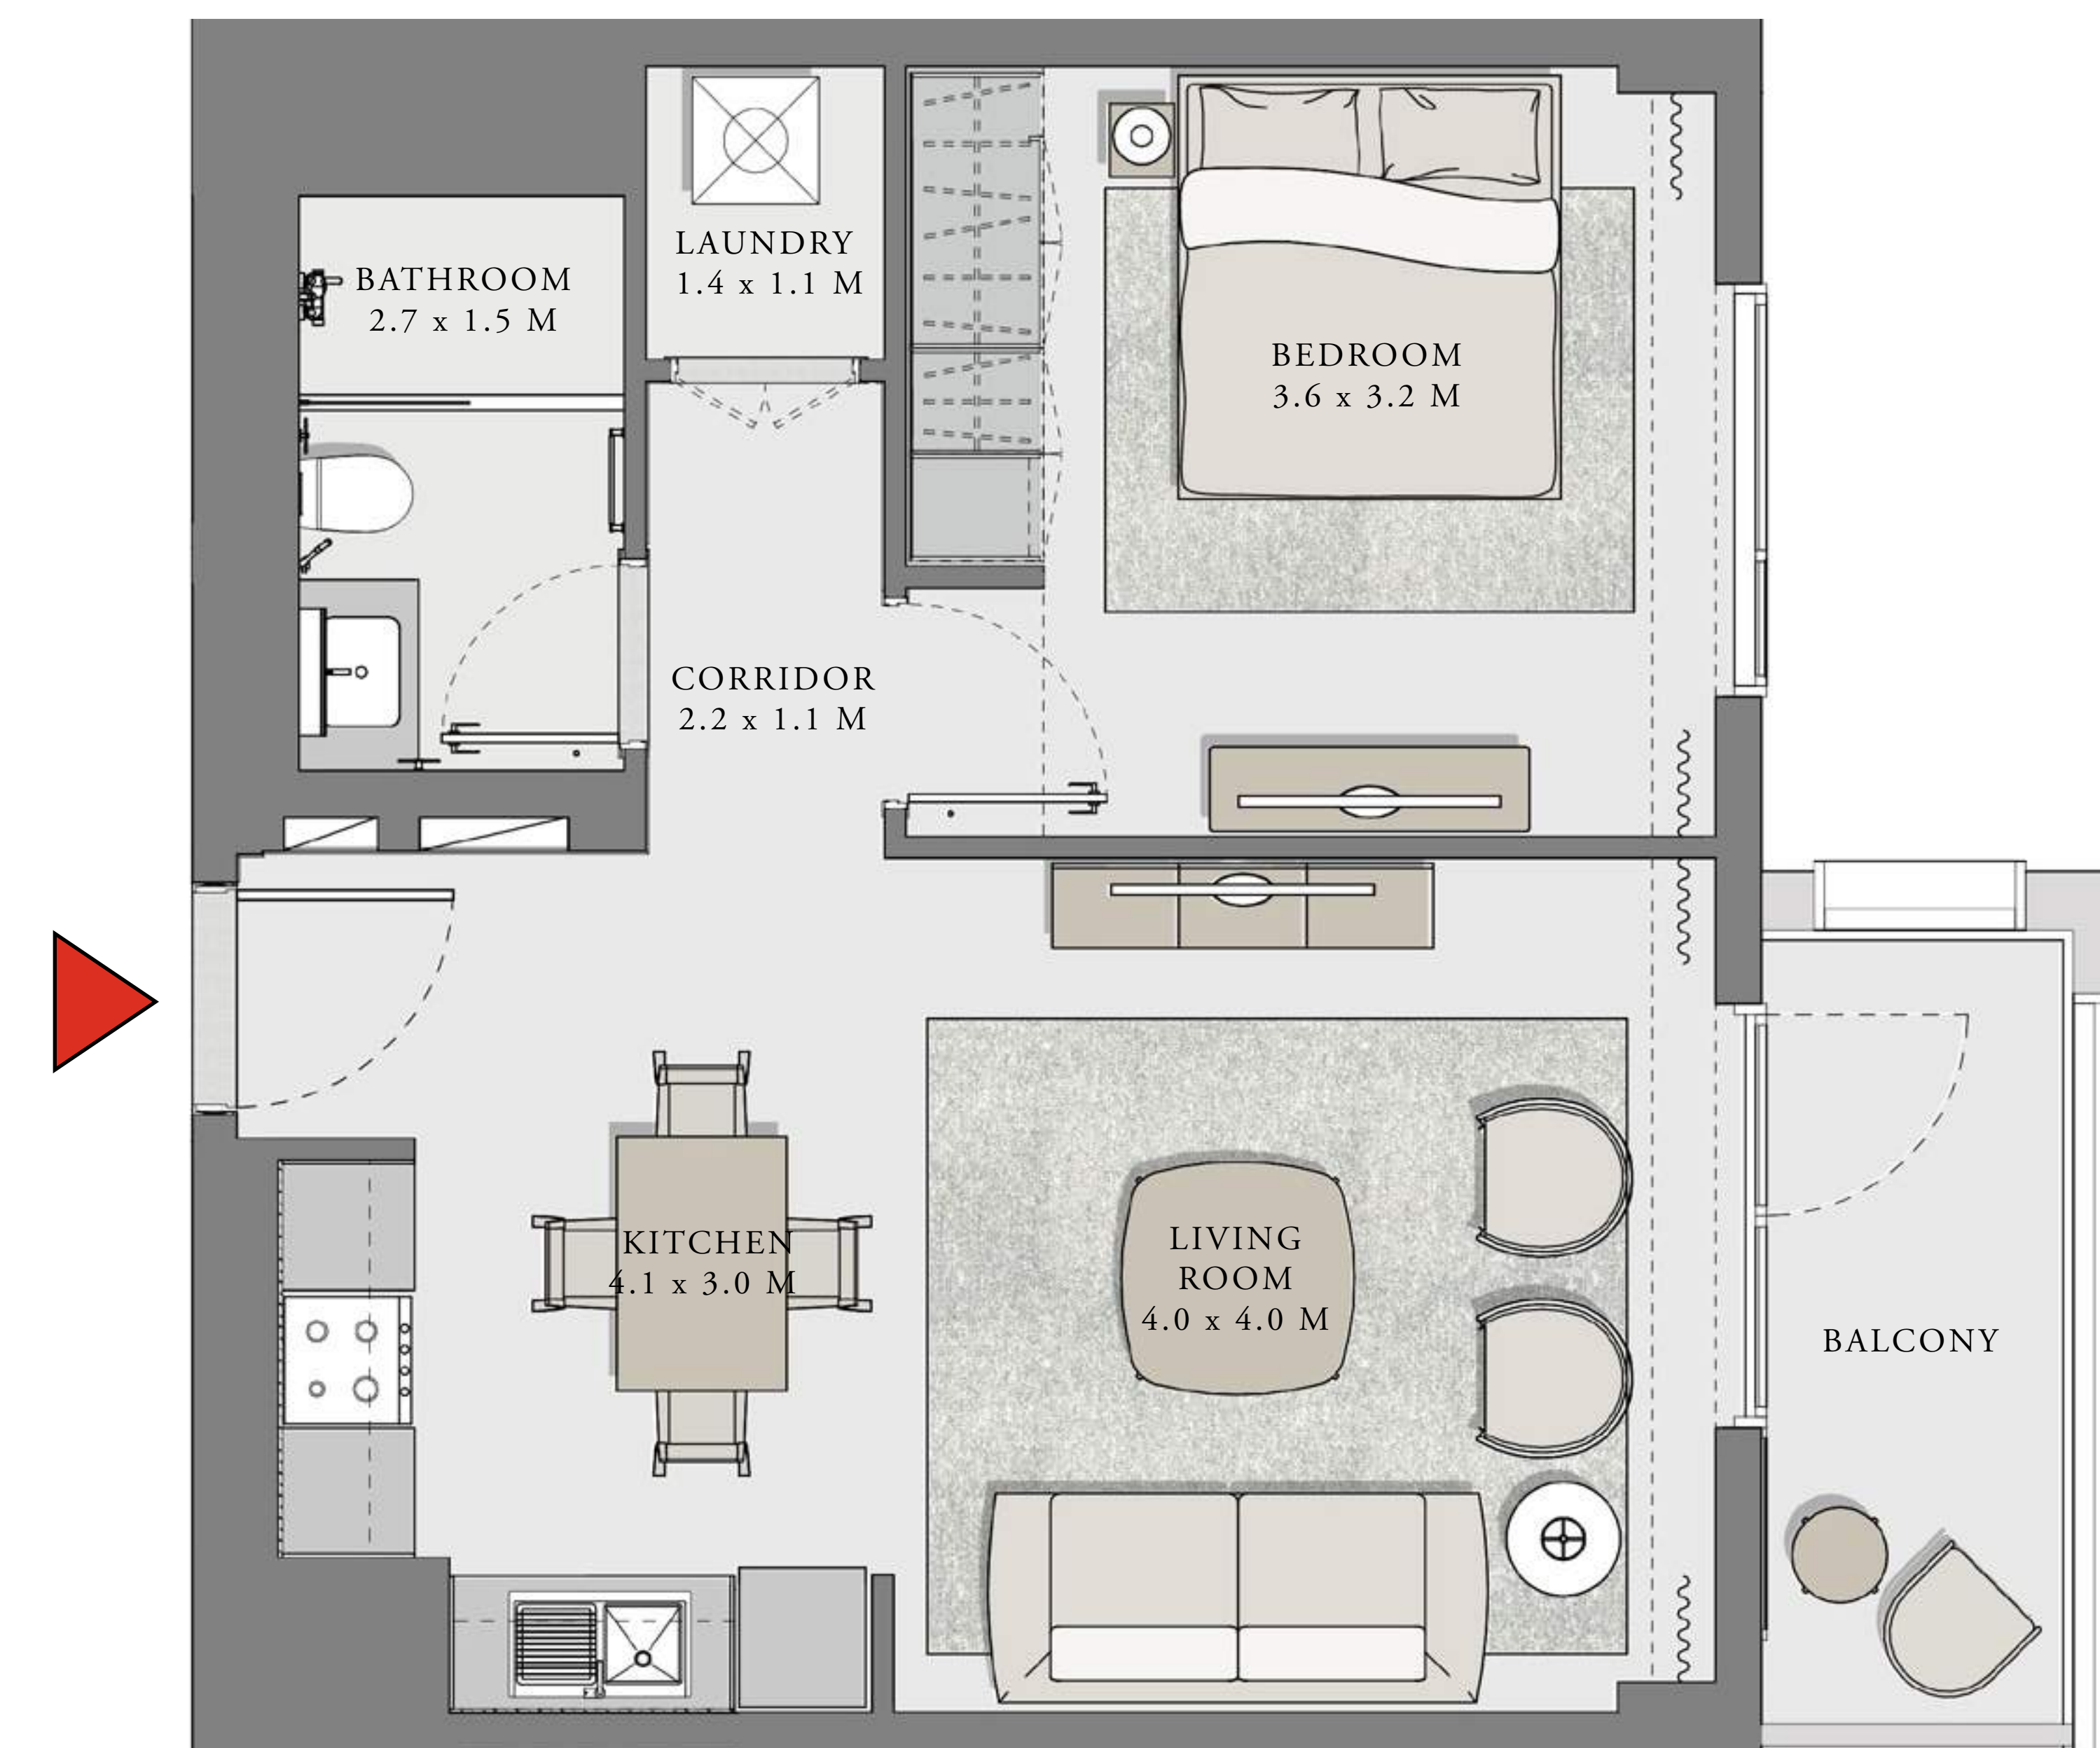 LAUNDRY
1.4 x 1.1 M
BATHROOM
2.7 x 1.5 M
BEDROOM
3.6 x 3.2 M
CORRIDOR
2.2 x 1.1 M
KITCHEN
4.1 x 3.0 M
LIVING
ROOM
4.0 x 4.0 M
BALCONY